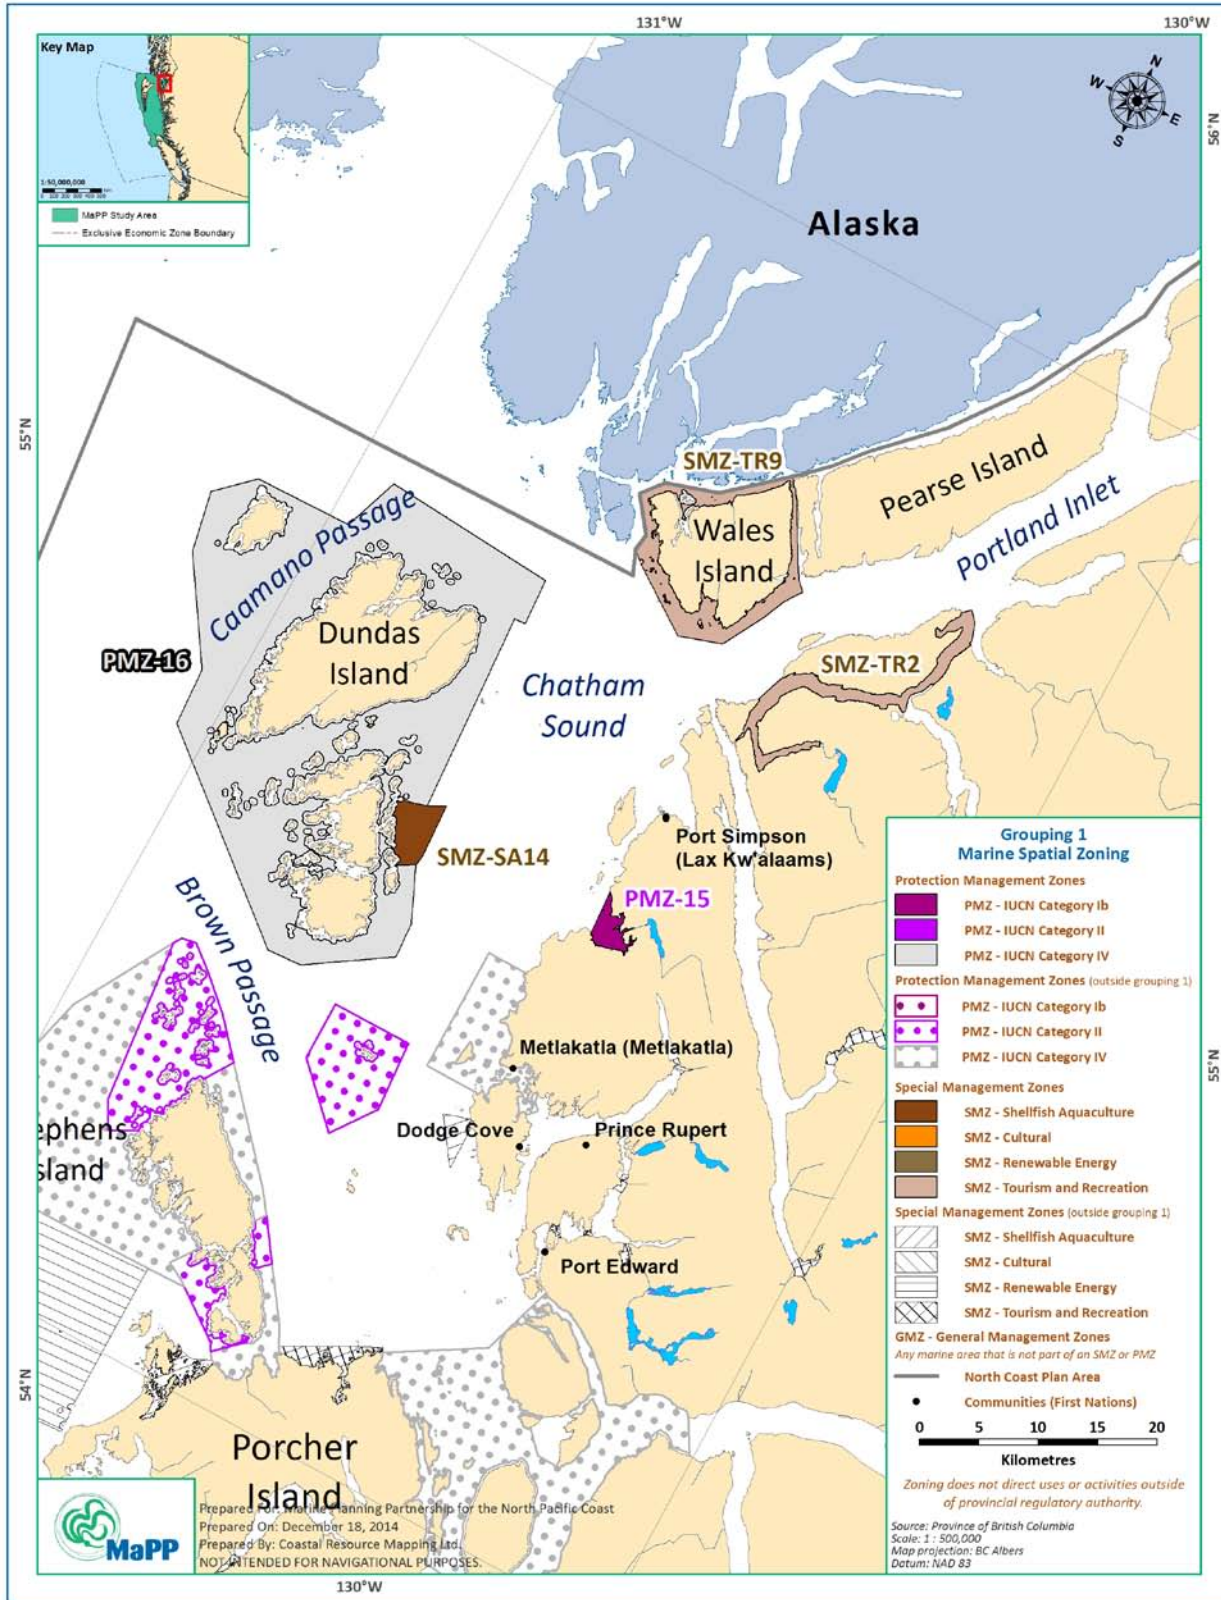 131°W
130°W
Key Map
1:50,000,000
MaPP Study Area
Exclusive Economic Zone Boundary
N
W
E
S
56°N
Alaska
55°N
SMZ-TR9
Pearse Island
Caamano Passage
Wales
Island
Portland Inlet
PMZ-16
Dundas
Island
SMZ-TR2
Chatham
Sound
Port Simpson
(Lax Kw'alaams)
SMZ-SA14
PMZ-15
Brown Passage
Metlakatla (Metlakatla)
55°N
Dodge Cove
Prince Rupert
ephens
sland
Port Edward
54°N
Porcher
Island
Grouping 1
Marine Spatial Zoning
Protection Management Zones
PMZ - IUCN Category Ib
PMZ - IUCN Category II
PMZ - IUCN Category IV
Protection Management Zones (outside grouping 1)
PMZ - IUCN Category Ib
PMZ - IUCN Category II
PMZ - IUCN Category IV
Special Management Zones
SMZ - Shellfish Aquaculture
SMZ - Cultural
SMZ - Renewable Energy
SMZ - Tourism and Recreation
Special Management Zones (outside grouping 1)
SMZ - Shellfish Aquaculture
SMZ - Cultural
SMZ - Renewable Energy
SMZ - Tourism and Recreation
GMZ - General Management Zones
Any marine area that is not part of an SMZ or PMZ
North Coast Plan Area
Communities (First Nations)
0 5 10 15 20
Kilometres
Zoning does not direct uses or activities outside
of provincial regulatory authority.
Source: Province of British Columbia
Scale: 1 : 500,000
Map projection: BC Albers
Datum: NAD 83
MaPP
Prepared For: Marine Planning Partnership for the North Pacific Coast
Prepared On: December 18, 2014
Prepared By: Coastal Resource Mapping Ltd.
NOT INTENDED FOR NAVIGATIONAL PURPOSES.
130°W